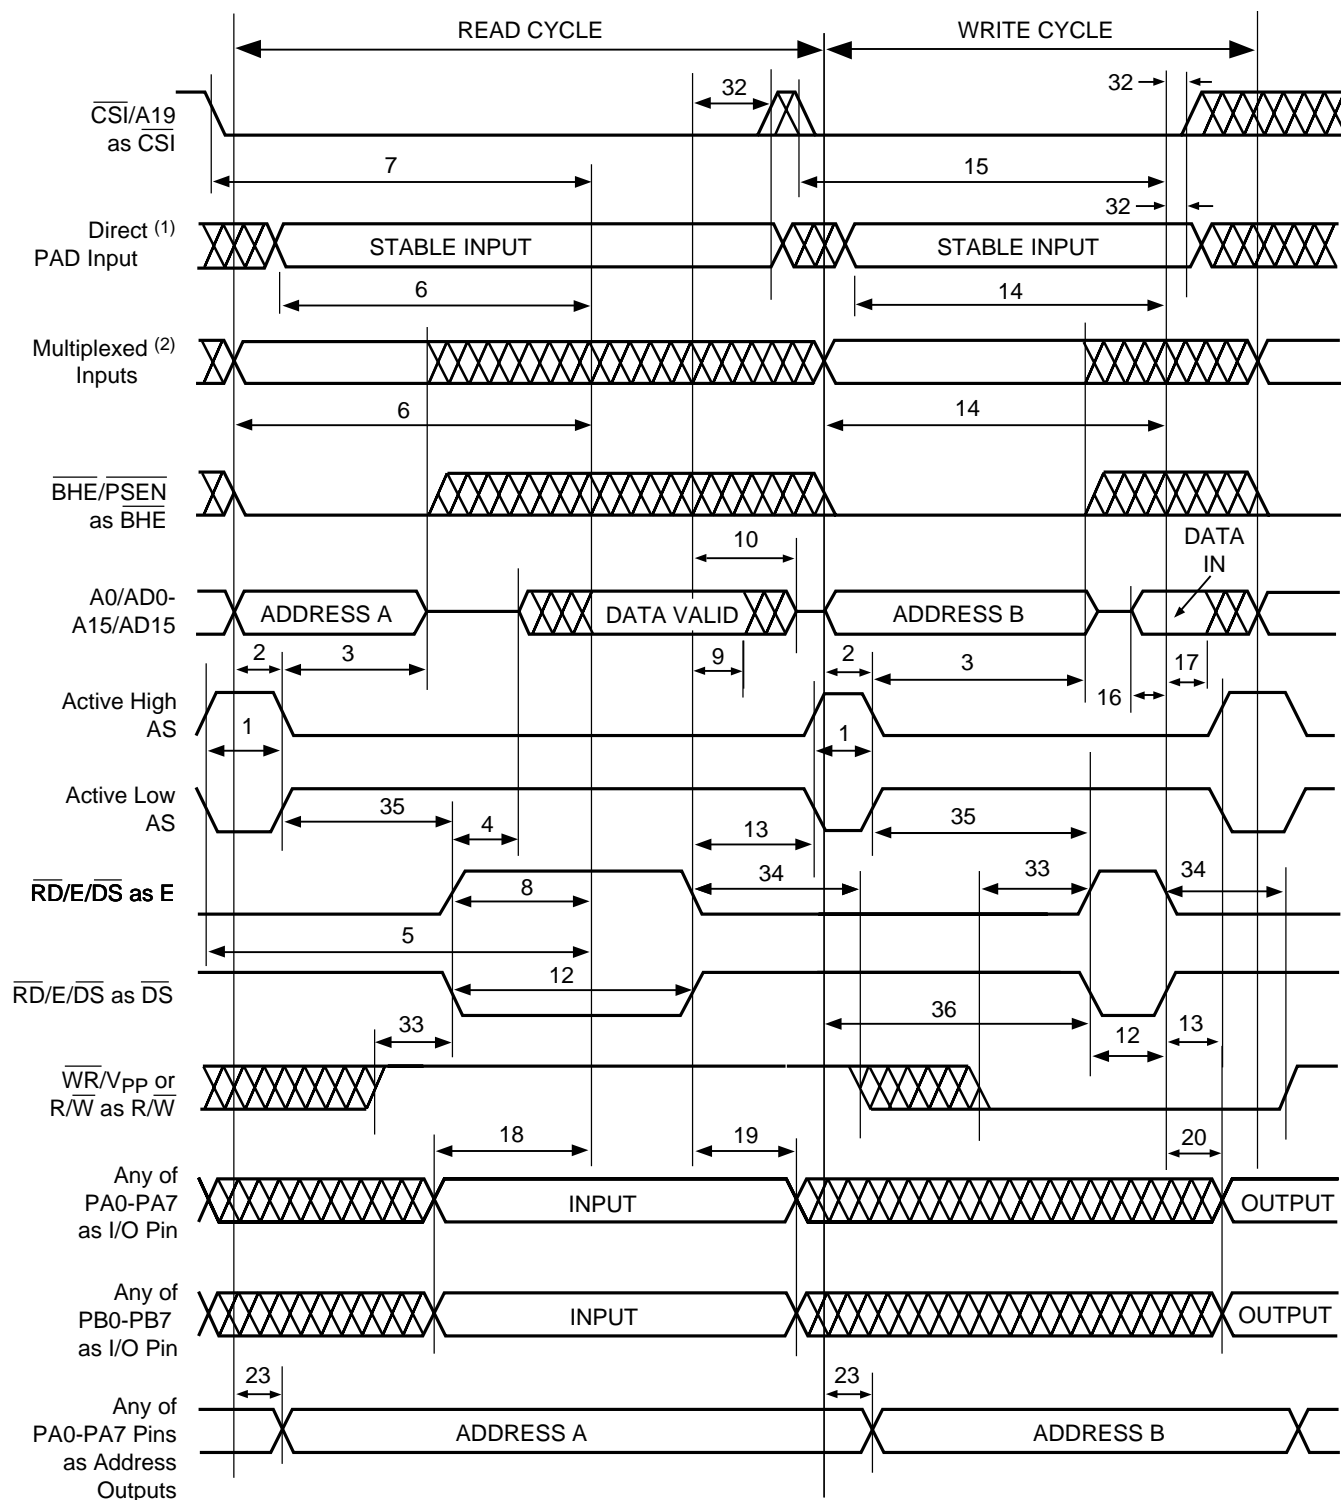 READ CYCLE
WRITE CYCLE
32
32
CSI/A19
as CSI
7
15
32
Direct (1)
PAD Input
STABLE INPUT
STABLE INPUT
6
14
Multiplexed (2)
Inputs
6
14
BHE/PSEN
as BHE
10
DATA
IN
A0/AD0-
A15/AD15
ADDRESS A
DATA VALID
ADDRESS B
2
3
9
2
3
17
16
Active High
AS
1
1
Active Low
AS
35
4
13
35
RD/E/DS as E
8
34
33
34
5
RD/E/DS as DS
12
36
33
12
13
WR/VPP or
R/W as R/W
18
19
20
Any of
PA0-PA7
as I/O Pin
INPUT
OUTPUT
Any of
PB0-PB7
as I/O Pin
INPUT
OUTPUT
23
23
Any of
PA0-PA7 Pins
as Address
Outputs
ADDRESS A
ADDRESS B